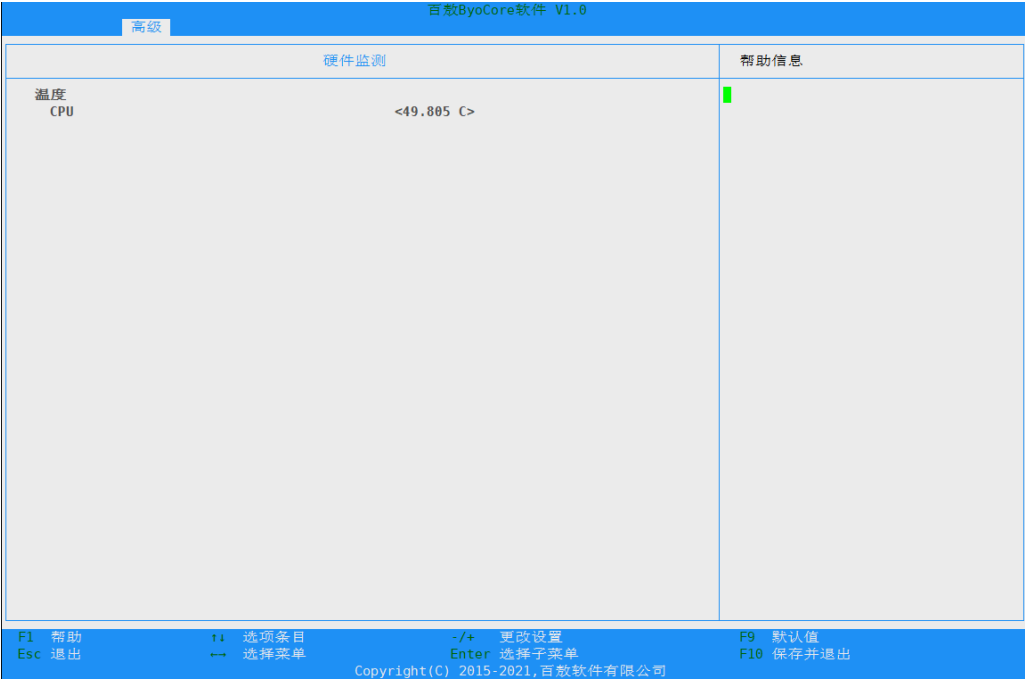 百敖ByoCore软件 V1.0
高级
硬件监测 帮助信息
温度
CPU <49.805 C>
F1 帮助 ↑↓ 选项条目 -/+ 更改设置 F9 默认值
Esc 退出 ←→ 选择菜单 Enter 选择子菜单 F10 保存并退出
Copyright(C) 2015-2021,百敖软件有限公司